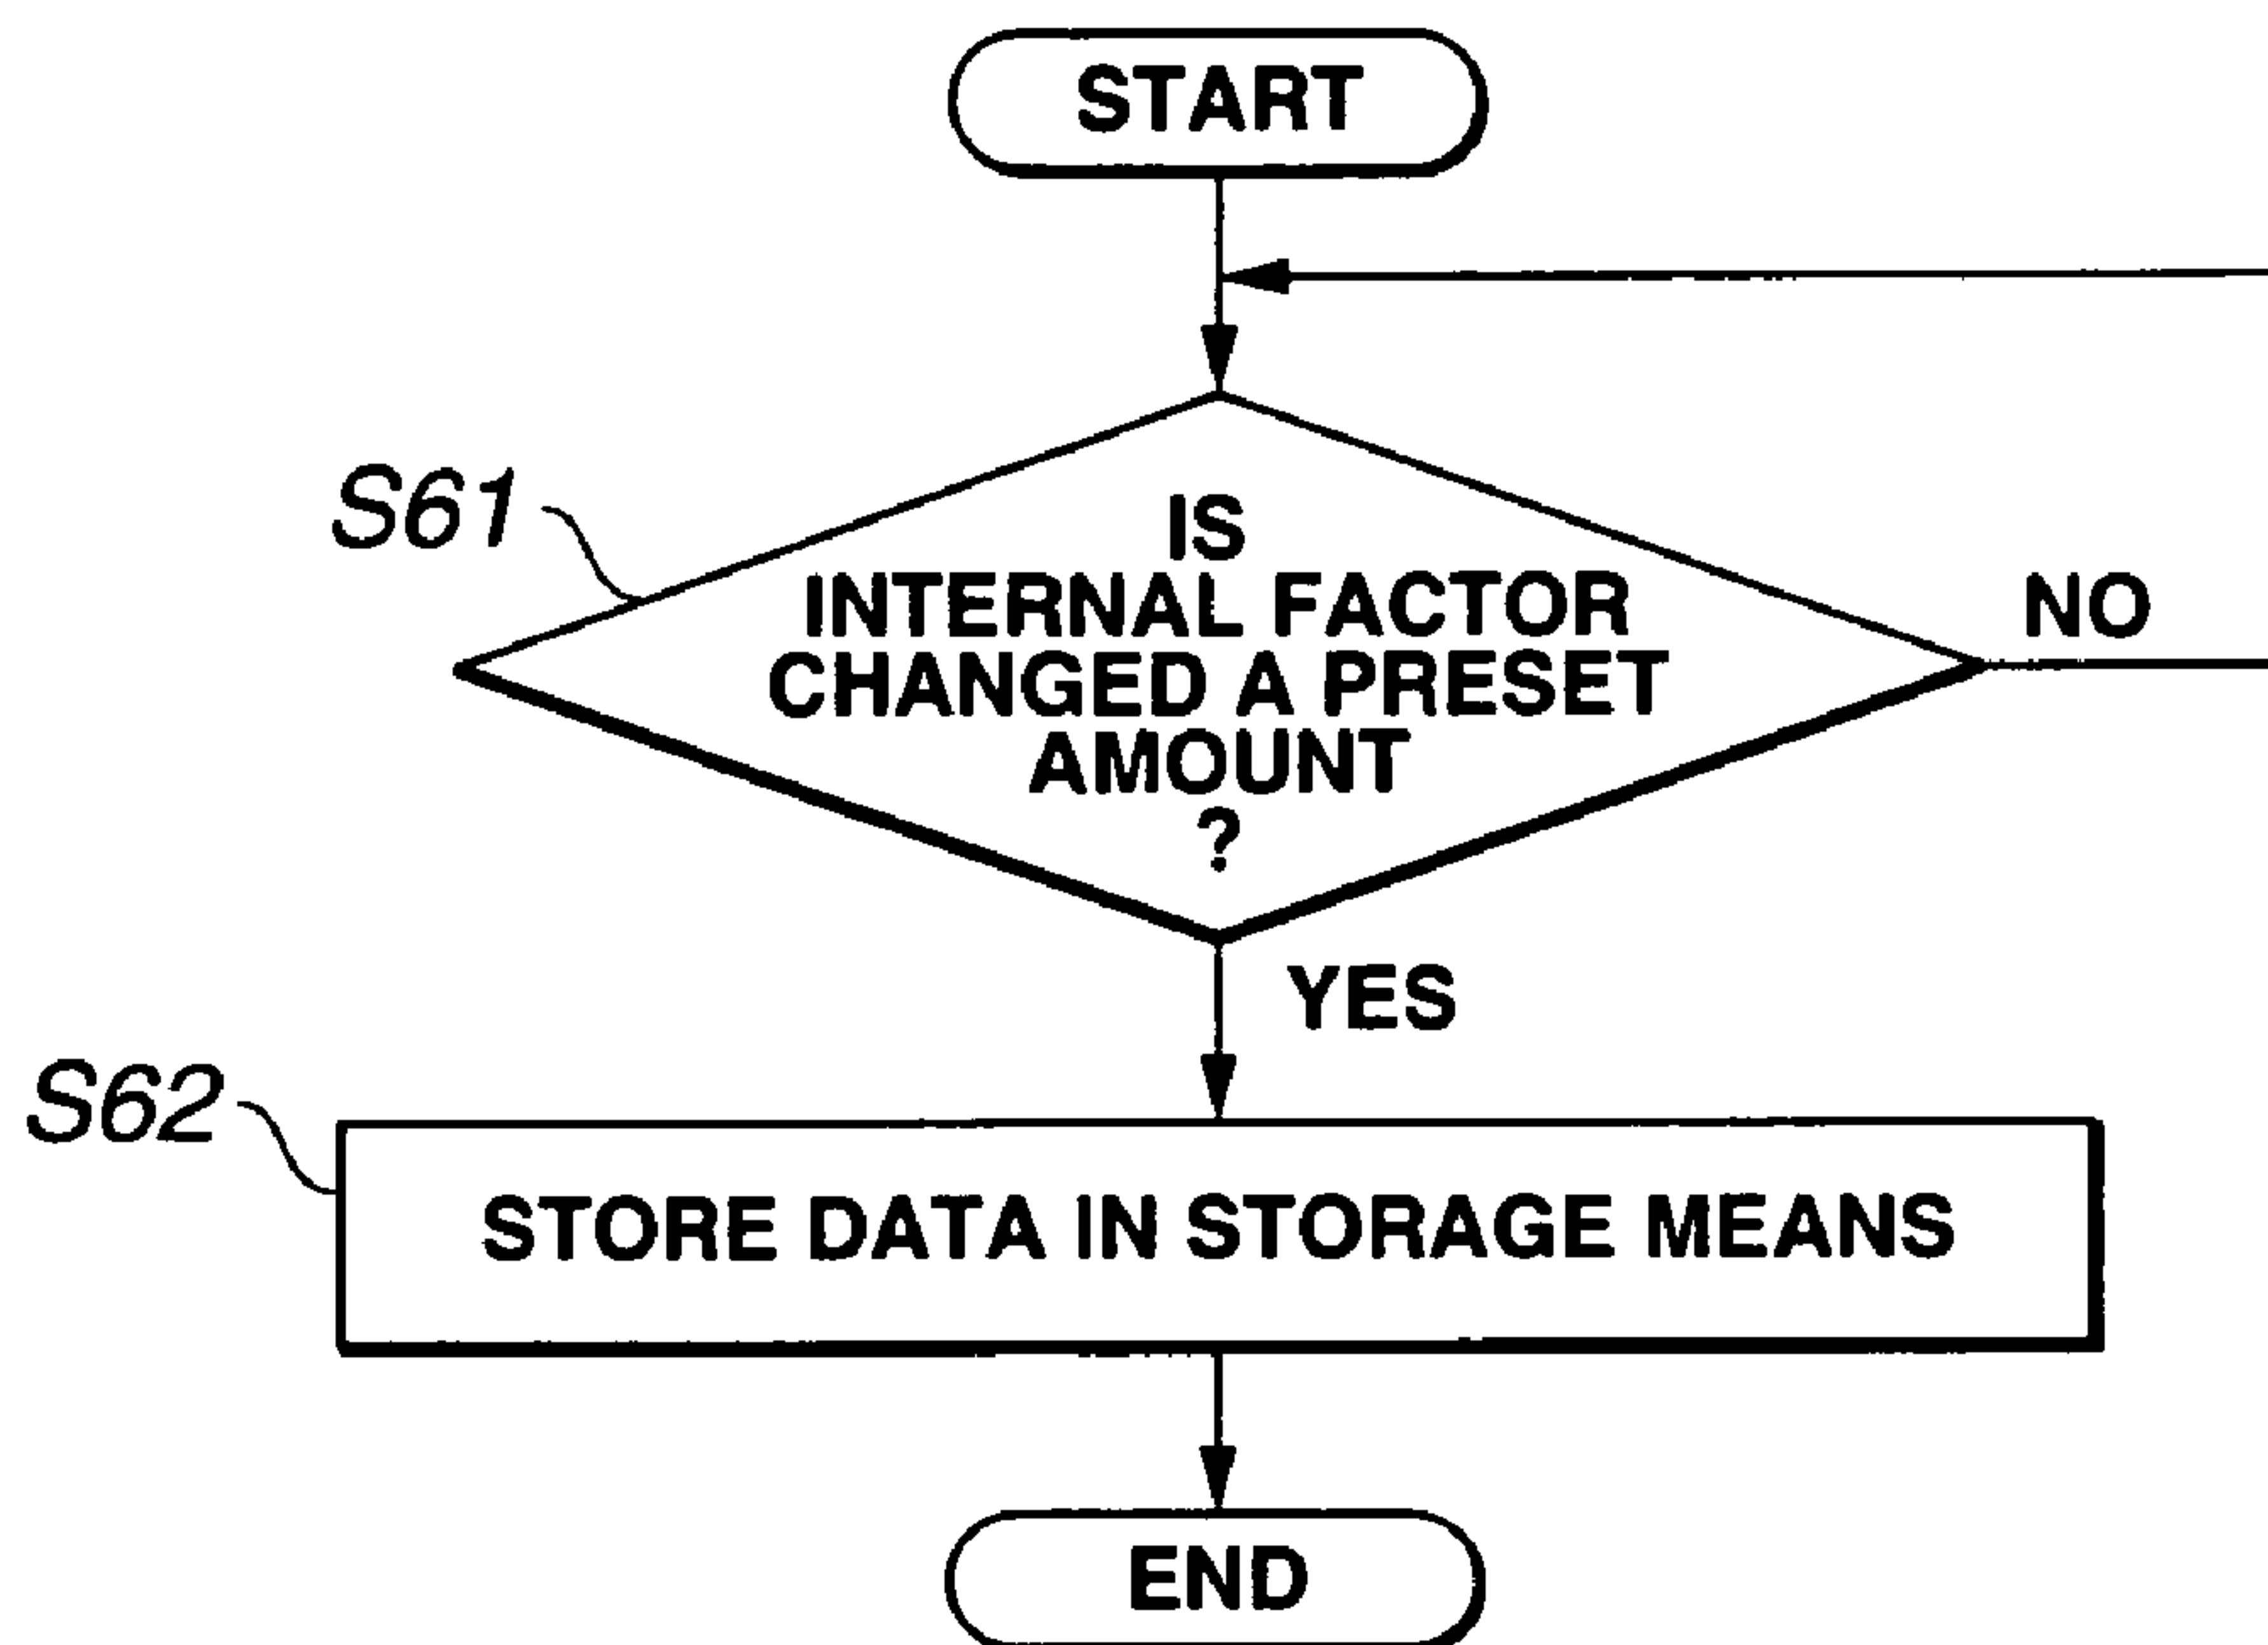 START
S61
IS
INTERNAL FACTOR
CHANGED A PRESET
AMOUNT
?
NO
YES
S62
STORE DATA IN STORAGE MEANS
END